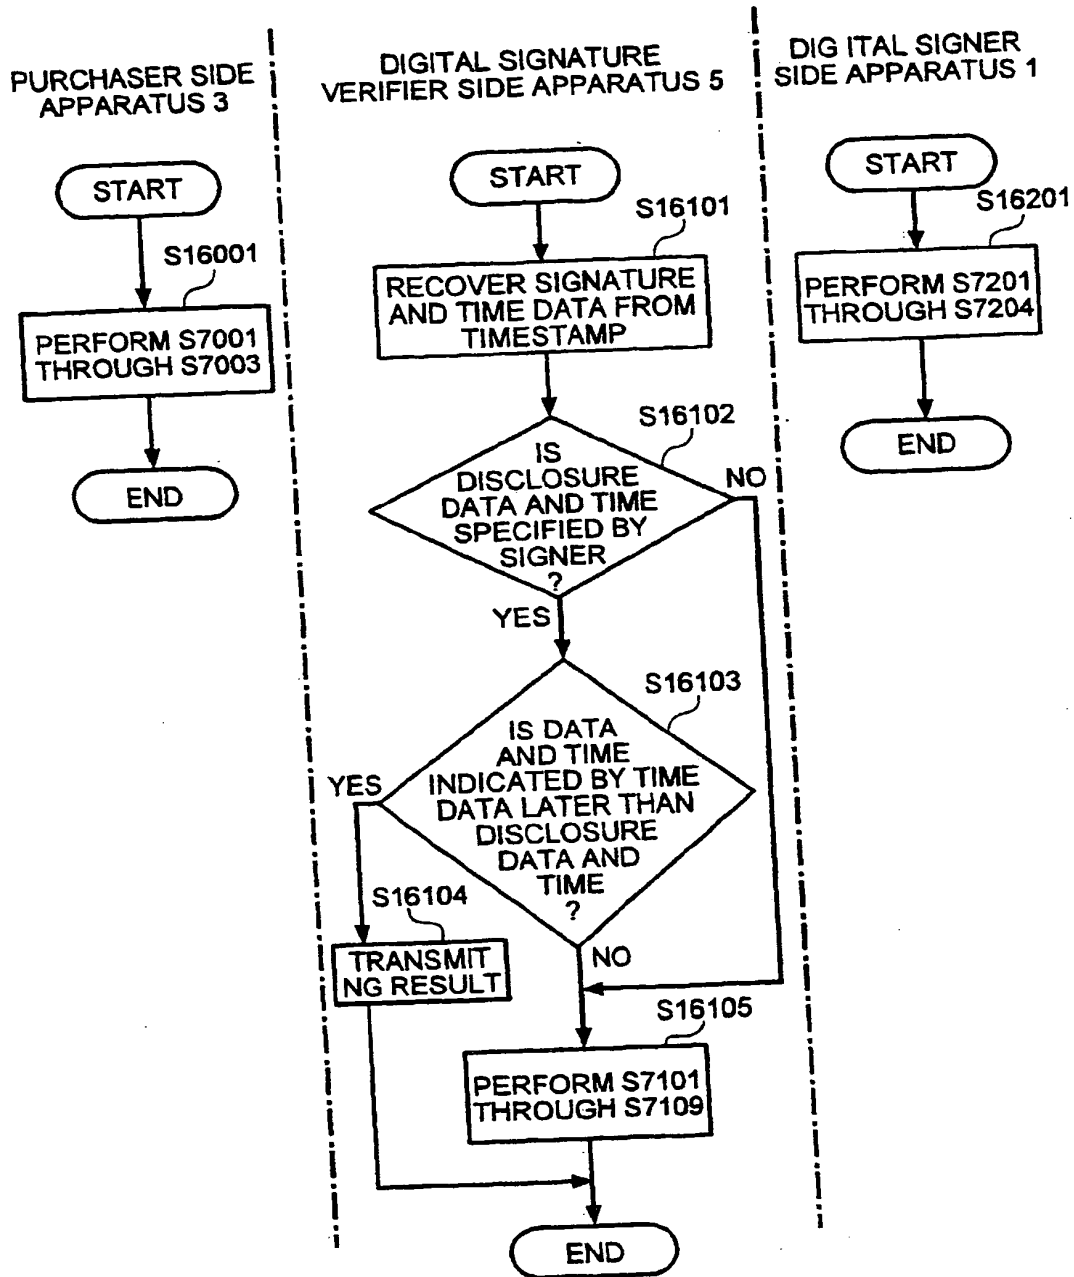 PURCHASER SIDE
APPARATUS 3
START
S16001
PERFORM S7001
THROUGH S7003
END
DIGITAL SIGNATURE
VERIFIER SIDE APPARATUS 5
START
S16101
RECOVER SIGNATURE
AND TIME DATA FROM
TIMESTAMP
S16102
IS
DISCLOSURE
DATA AND TIME
SPECIFIED BY
SIGNER
?
NO
YES
S16103
IS DATA
AND TIME
INDICATED BY TIME
DATA LATER THAN
DISCLOSURE
DATA AND
TIME
?
YES
S16104
TRANSMIT
NG RESULT
NO
S16105
PERFORM S7101
THROUGH S7109
END
DIG ITAL SIGNER
SIDE APPARATUS 1
START
S16201
PERFORM S7201
THROUGH S7204
END